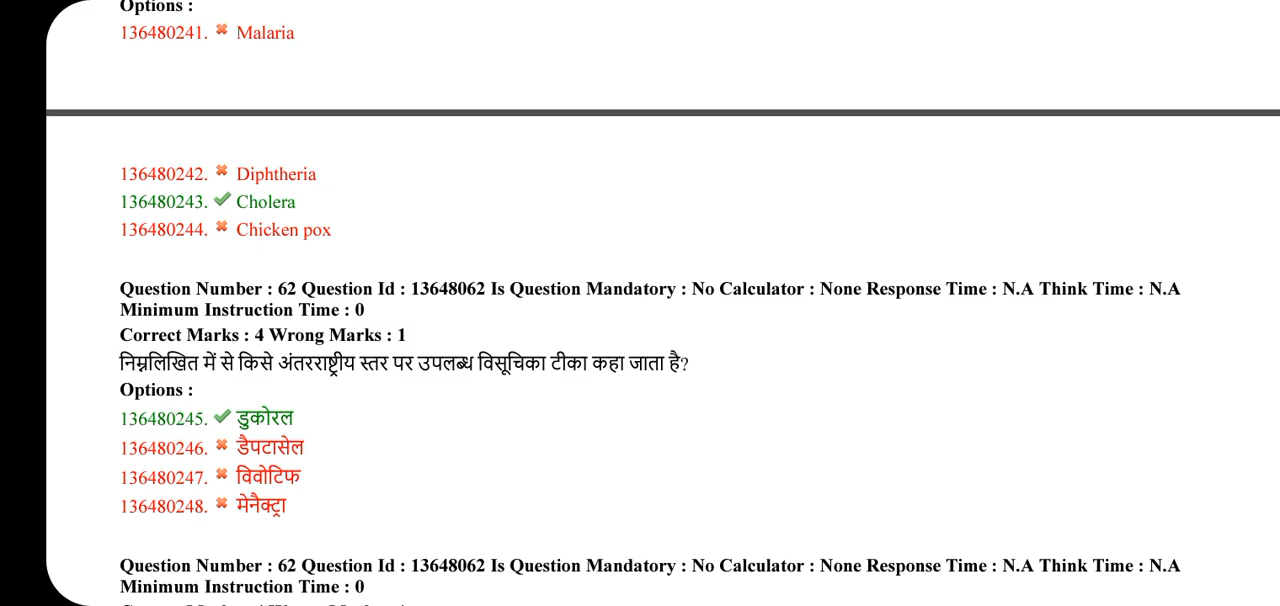 Options :
136480241. ✖ Malaria
136480242. ✖ Diphtheria
136480243. ✔ Cholera
136480244. ✖ Chicken pox
Question Number : 62 Question Id : 13648062 Is Question Mandatory : No Calculator : None Response Time : N.A Think Time : N.A
Minimum Instruction Time : 0
Correct Marks : 4 Wrong Marks : 1
निम्नलिखित में से किसे अंतरराष्ट्रीय स्तर पर उपलब्ध विसूचिका टीका कहा जाता है?
Options :
136480245. ✔ डुकोरल
136480246. ✖ डैपटासेल
136480247. ✖ विवोटिफ
136480248. ✖ मेनैक्ट्रा
Question Number : 62 Question Id : 13648062 Is Question Mandatory : No Calculator : None Response Time : N.A Think Time : N.A
Minimum Instruction Time : 0